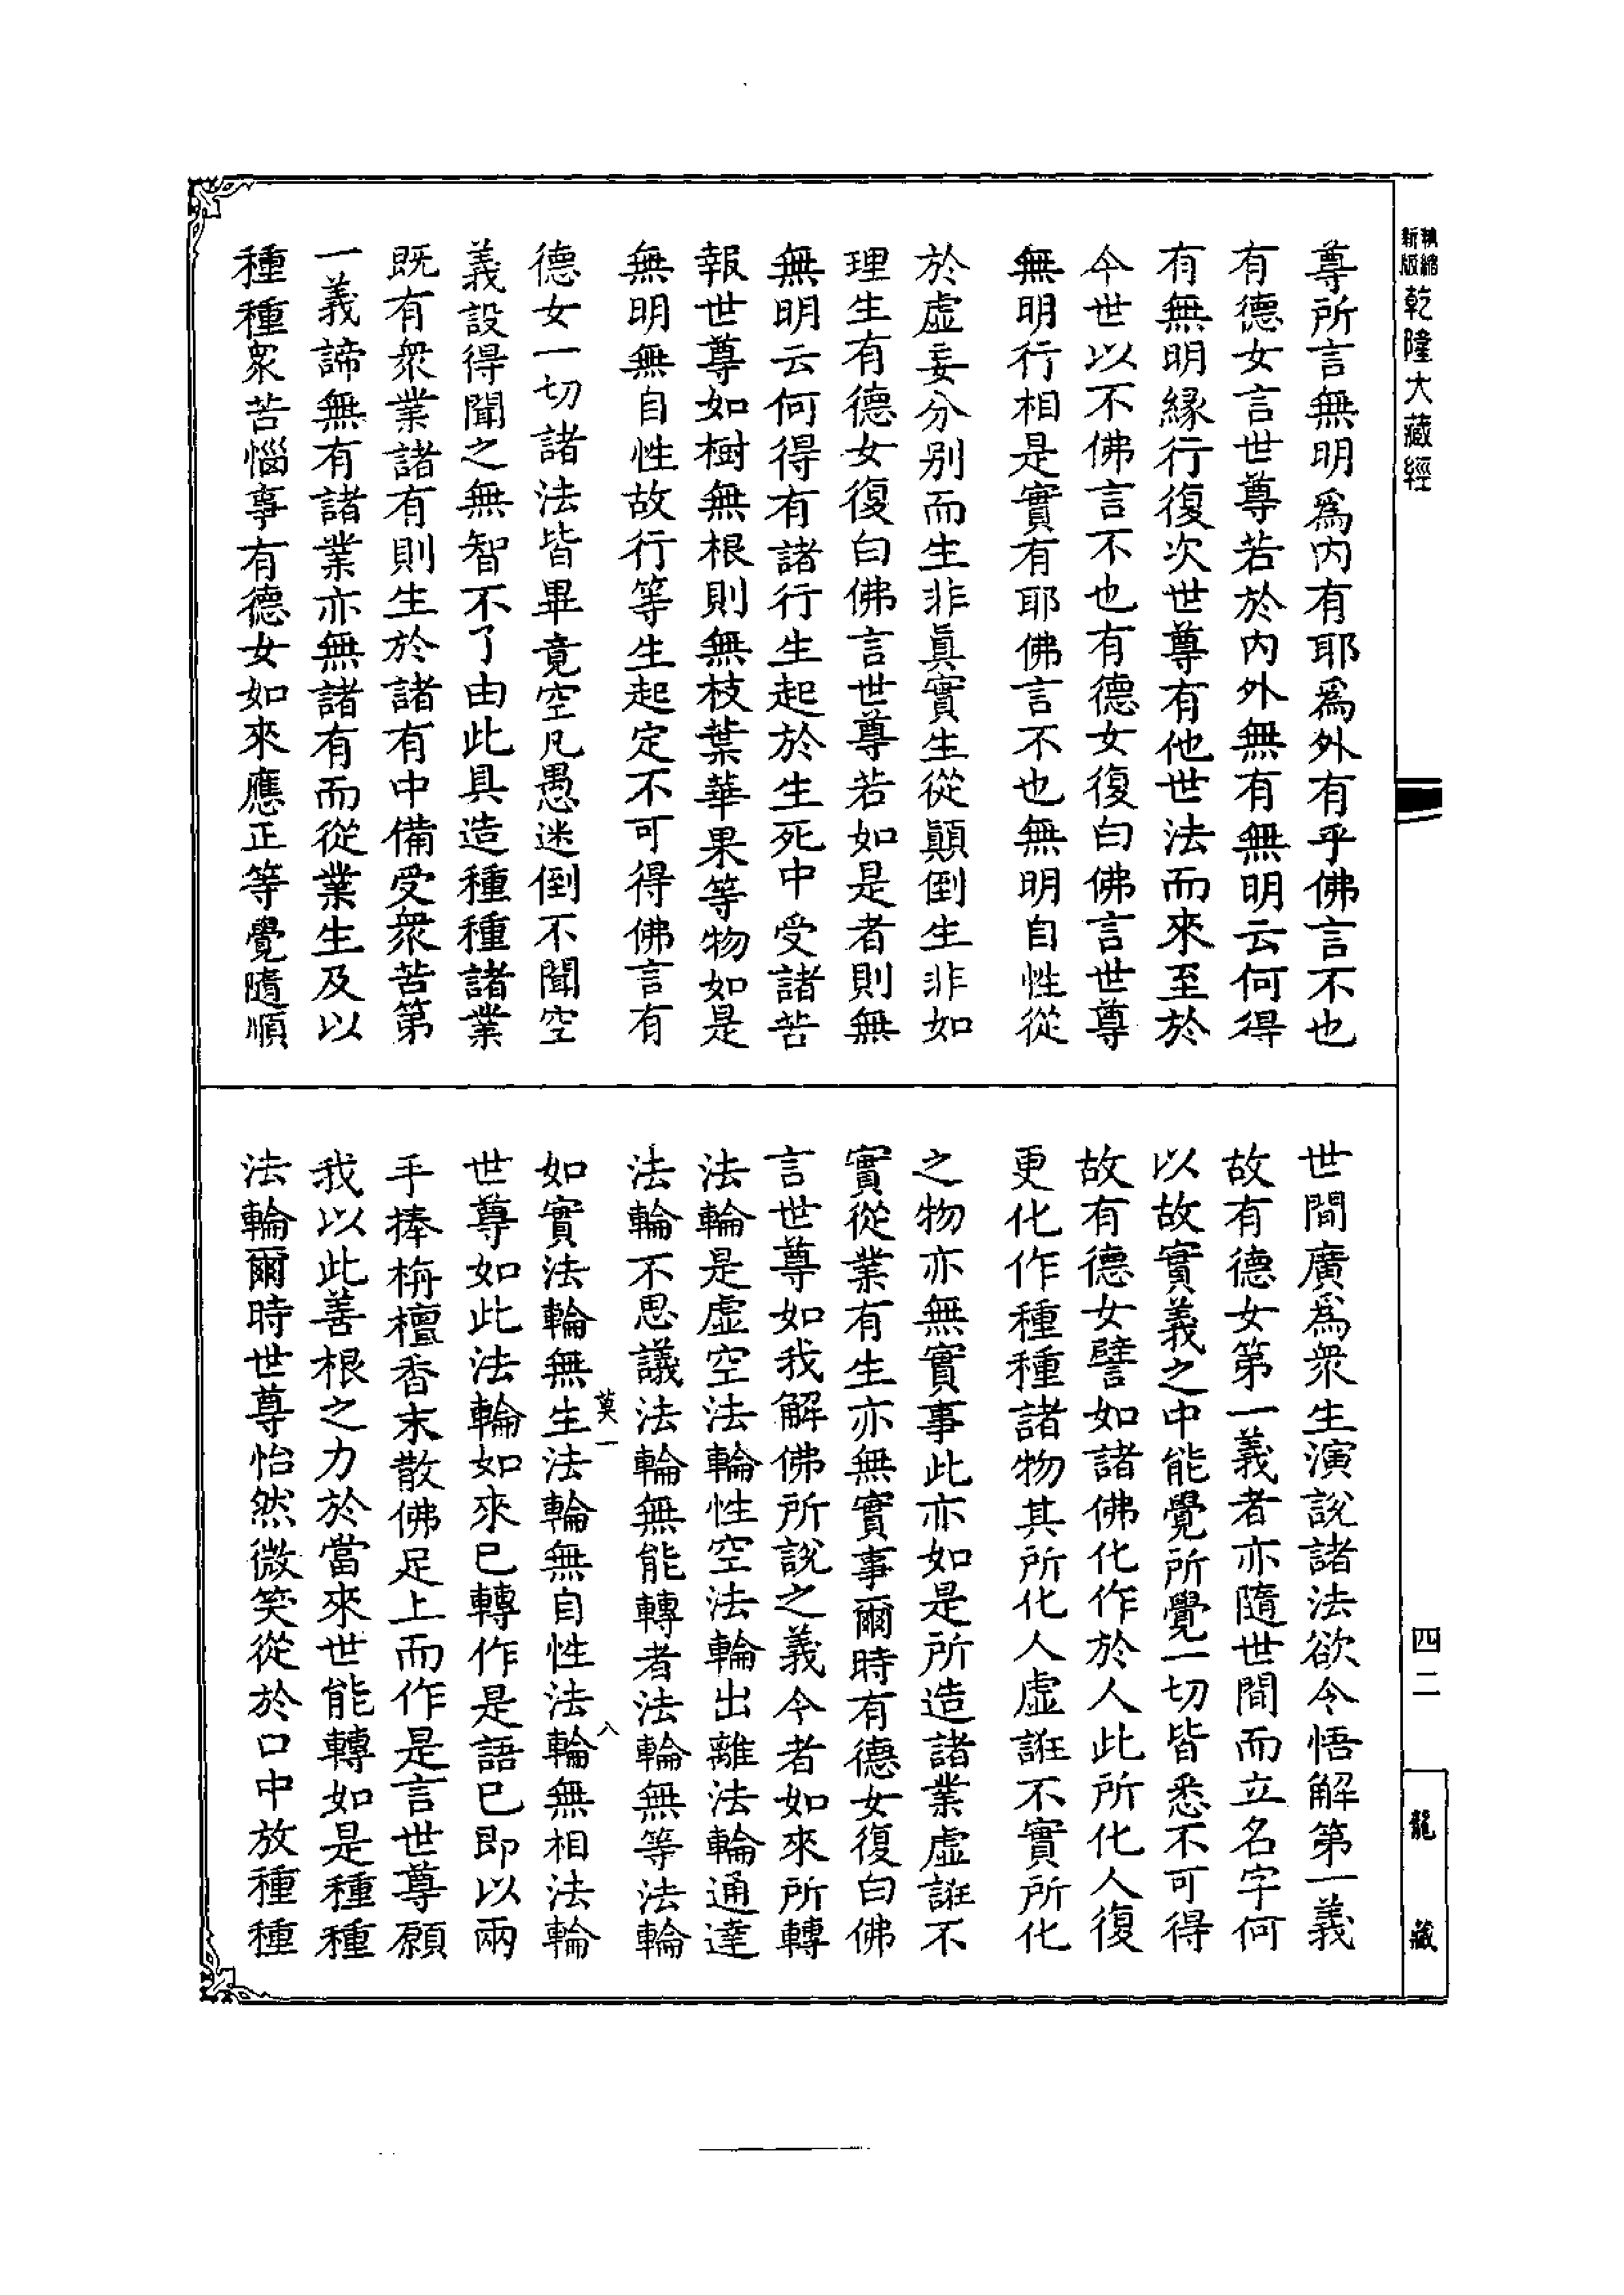 新版
精縮
乾隆大藏經
尊所言無明爲内有耶爲外有乎佛言不也
有德女言世尊若於内外無有無明云何得
有無明緣行復次世尊有他世法而來至於
今世以不佛言不也有德女復白佛言世尊
無明行相是實有耶佛言不也無明自性從
於虛妄分别而生非眞實生從顛倒生非如
理生有德女復白佛言世尊若如是者則無
無明云何得有諸行生起於生死中受諸苦
報世尊如樹無根則無枝葉華果等物如是
無明無自性故行等生起定不可得佛言有
德女一切諸法皆畢竟空凡愚迷倒不聞空
義設得聞之無智不了由此具造種種諸業
既有衆業諸有則生於諸有中備受衆苦第
一義諦無有諸業亦無諸有而從業生及以
種種衆苦惱事有德女如來應正等覺隨順
世間廣爲衆生演說諸法欲令悟解第一義
故有德女第一義者亦隨世間而立名字何
以故實義之中能覺所覺一切皆悉不可得
故有德女譬如諸佛化作於人此所化人復
更化作種種諸物其所化人虛誑不實所化
之物亦無實事此亦如是所造諸業虛誑不
實從業有生亦無實事爾時有德女復白佛
言世尊如我解佛所說之義今者如來所轉
法輪是虛空法輪性空法輪出離法輪通達
法輪不思議法輪無能轉者法輪無等法輪
莫一
八
如實法輪無生法輪無自性法輪無相法輪
世尊如此法輪如來已轉作是語已即以兩
手捧栴檀香末散佛足上而作是言世尊願
我以此善根之力於當來世能轉如是種種
法輪爾時世尊怡然微笑從於口中放種種
四二
龍藏